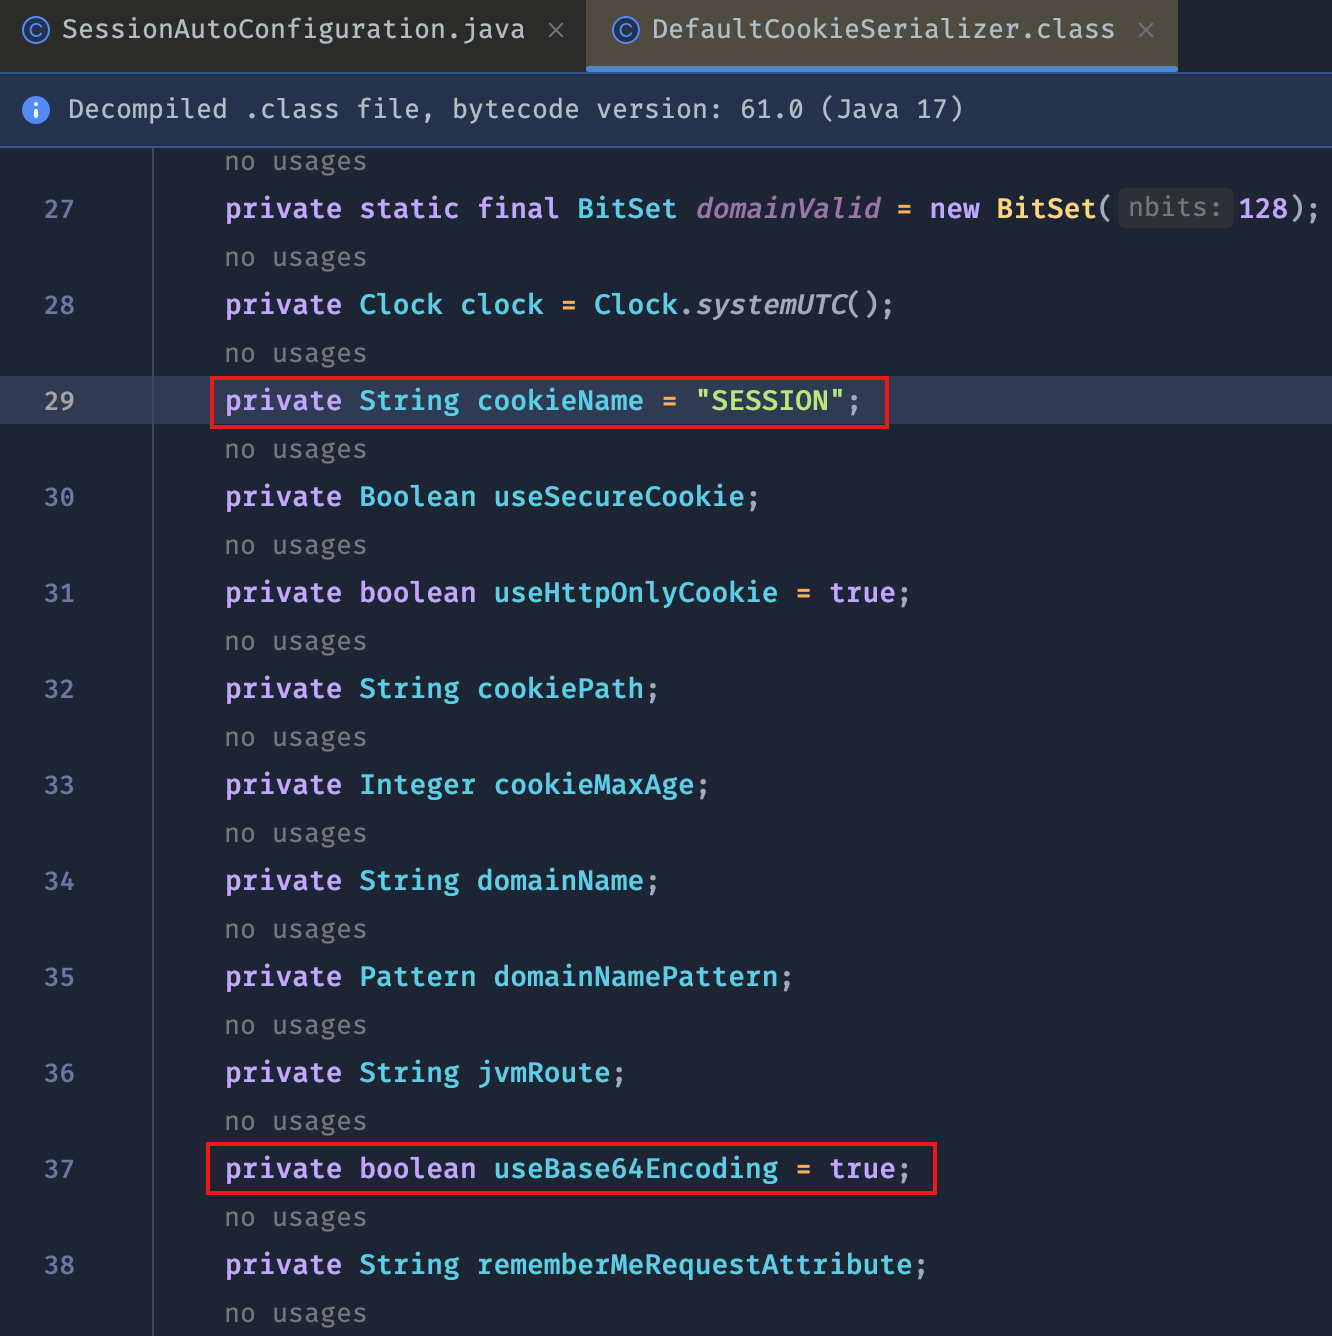 SessionAutoConfiguration.java DefaultCookieSerializer.class
Decompiled .class file, bytecode version: 61.0 (Java 17)
no usages
27 private static final BitSet domainValid = new BitSet( nbits: 128);
no usages
28 private Clock clock = Clock.systemUTC();
no usages
29 private String cookieName = "SESSION";
no usages
30 private Boolean useSecureCookie;
no usages
31 private boolean useHttpOnlyCookie = true;
no usages
32 private String cookiePath;
no usages
33 private Integer cookieMaxAge;
no usages
34 private String domainName;
no usages
35 private Pattern domainNamePattern;
no usages
36 private String jvmRoute;
no usages
37 private boolean useBase64Encoding = true;
no usages
38 private String rememberMeRequestAttribute;
no usages